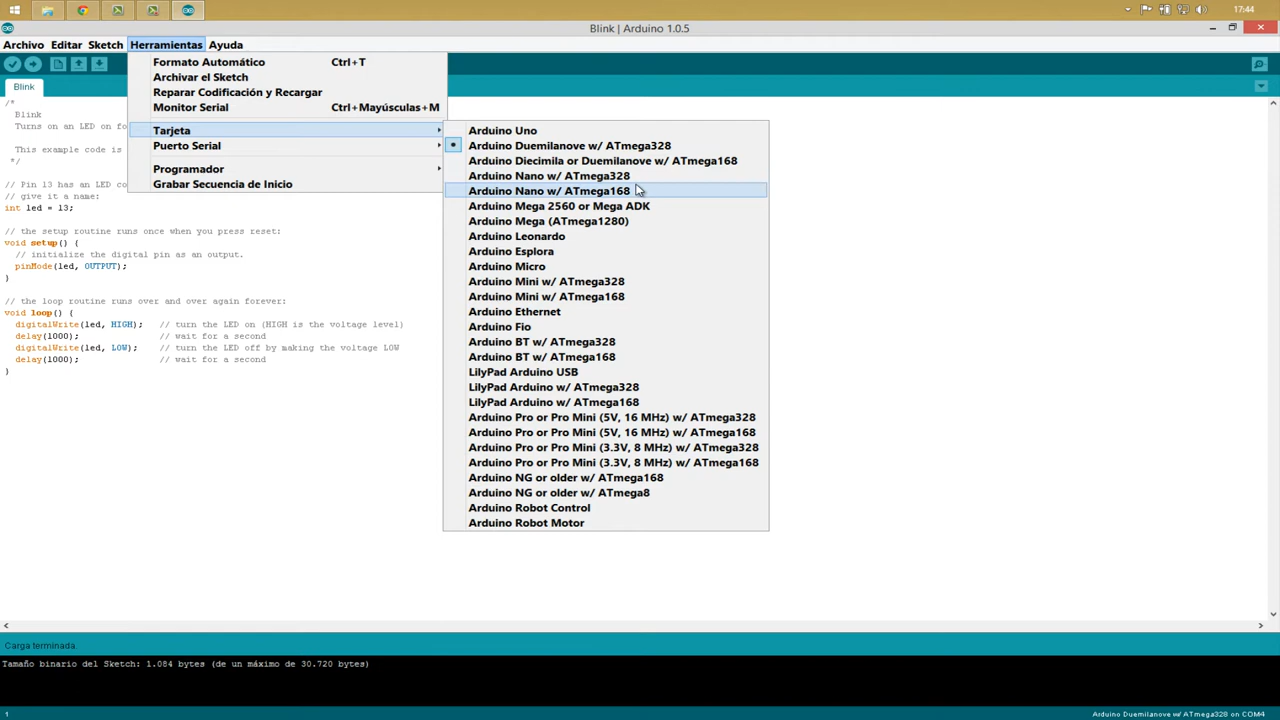 17:44
Blink | Arduino 1.0.5
Archivo Editar Sketch Herramientas Ayuda
Blink
Formato Automático Ctrl+T
Archivar el Sketch
Reparar Codificación y Recargar
Monitor Serial Ctrl+Mayúsculas+M
Tarjeta
Puerto Serial
Programador
Grabar Secuencia de Inicio
Arduino Uno
Arduino Duemilanove w/ ATmega328
Arduino Diecimila or Duemilanove w/ ATmega168
Arduino Nano w/ ATmega328
Arduino Nano w/ ATmega168
Arduino Mega 2560 or Mega ADK
Arduino Mega (ATmega1280)
Arduino Leonardo
Arduino Esplora
Arduino Micro
Arduino Mini w/ ATmega328
Arduino Mini w/ ATmega168
Arduino Ethernet
Arduino Fio
Arduino BT w/ ATmega328
Arduino BT w/ ATmega168
LilyPad Arduino USB
LilyPad Arduino w/ ATmega328
LilyPad Arduino w/ ATmega168
Arduino Pro or Pro Mini (5V, 16 MHz) w/ ATmega328
Arduino Pro or Pro Mini (5V, 16 MHz) w/ ATmega168
Arduino Pro or Pro Mini (3.3V, 8 MHz) w/ ATmega328
Arduino Pro or Pro Mini (3.3V, 8 MHz) w/ ATmega168
Arduino NG or older w/ ATmega168
Arduino NG or older w/ ATmega8
Arduino Robot Control
Arduino Robot Motor
/*
Blink
Turns on an LED on fo
This example code is
*/
// Pin 13 has an LED co
// give it a name:
int led = 13;
// the setup routine runs once when you press reset:
void setup() {
// initialize the digital pin as an output.
pinMode(led, OUTPUT);
}
// the loop routine runs over and over again forever:
void loop() {
digitalWrite(led, HIGH); // turn the LED on (HIGH is the voltage level)
delay(1000); // wait for a second
digitalWrite(led, LOW); // turn the LED off by making the voltage LOW
delay(1000); // wait for a second
}
Carga terminada.
Tamaño binario del Sketch: 1.084 bytes (de un máximo de 30.720 bytes)
1 Arduino Duemilanove w/ ATmega328 on COM4